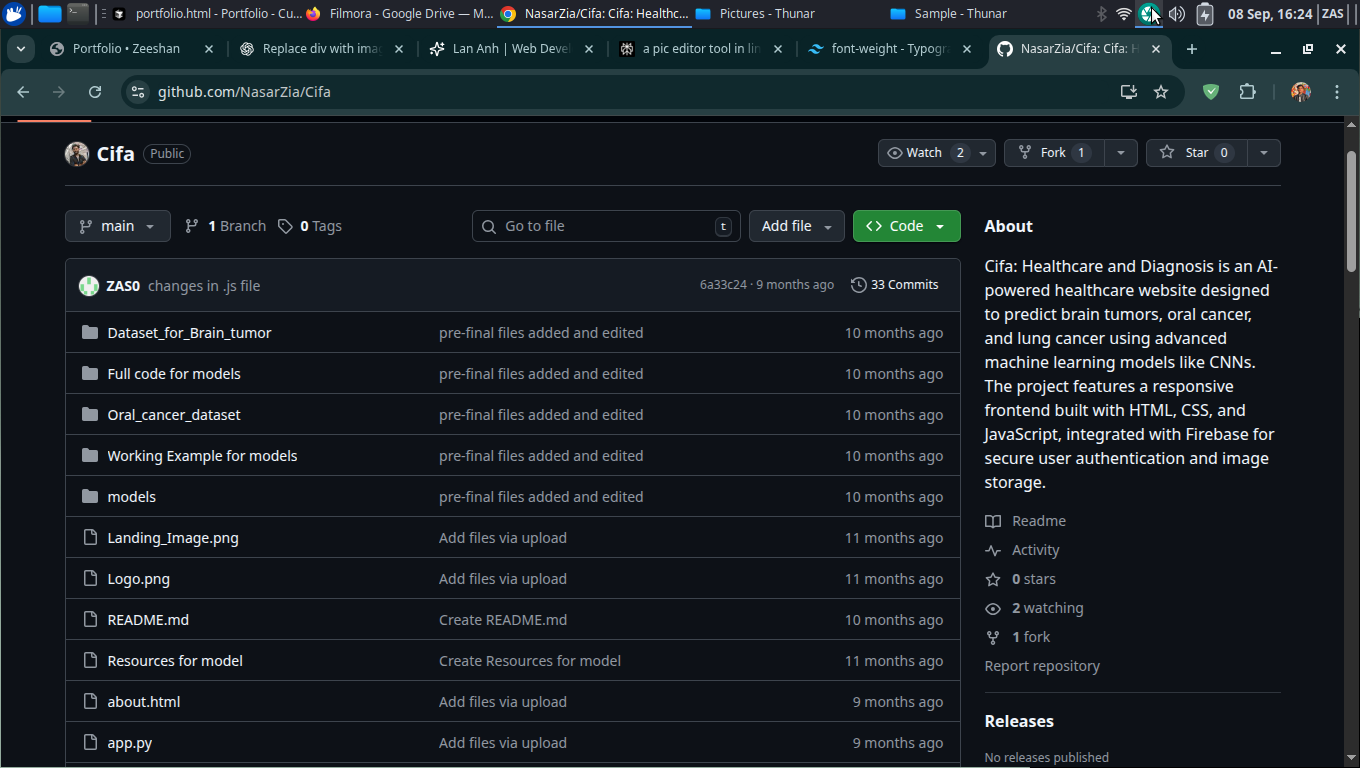 portfolio.html - Portfolio - Cu... Filmora - Google Drive — M... NasarZia/Cifa: Cifa: Healthc... Pictures - Thunar Sample - Thunar 08 Sep, 16:24 ZAS
Portfolio • Zeeshan Replace div with imag Lan Anh | Web Devel a pic editor tool in lin font-weight - Typogra NasarZia/Cifa: Cifa: H
github.com/NasarZia/Cifa
Cifa Public Watch 2 Fork 1 Star 0
main 1 Branch 0 Tags Go to file t Add file Code
ZAS0 changes in .js file 6a33c24 · 9 months ago 33 Commits
Dataset_for_Brain_tumor pre-final files added and edited 10 months ago
Full code for models pre-final files added and edited 10 months ago
Oral_cancer_dataset pre-final files added and edited 10 months ago
Working Example for models pre-final files added and edited 10 months ago
models pre-final files added and edited 10 months ago
Landing_Image.png Add files via upload 11 months ago
Logo.png Add files via upload 11 months ago
README.md Create README.md 10 months ago
Resources for model Create Resources for model 11 months ago
about.html Add files via upload 9 months ago
app.py Add files via upload 9 months ago
About
Cifa: Healthcare and Diagnosis is an AI-
powered healthcare website designed
to predict brain tumors, oral cancer,
and lung cancer using advanced
machine learning models like CNNs.
The project features a responsive
frontend built with HTML, CSS, and
JavaScript, integrated with Firebase for
secure user authentication and image
storage.
Readme
Activity
0 stars
2 watching
1 fork
Report repository
Releases
No releases published